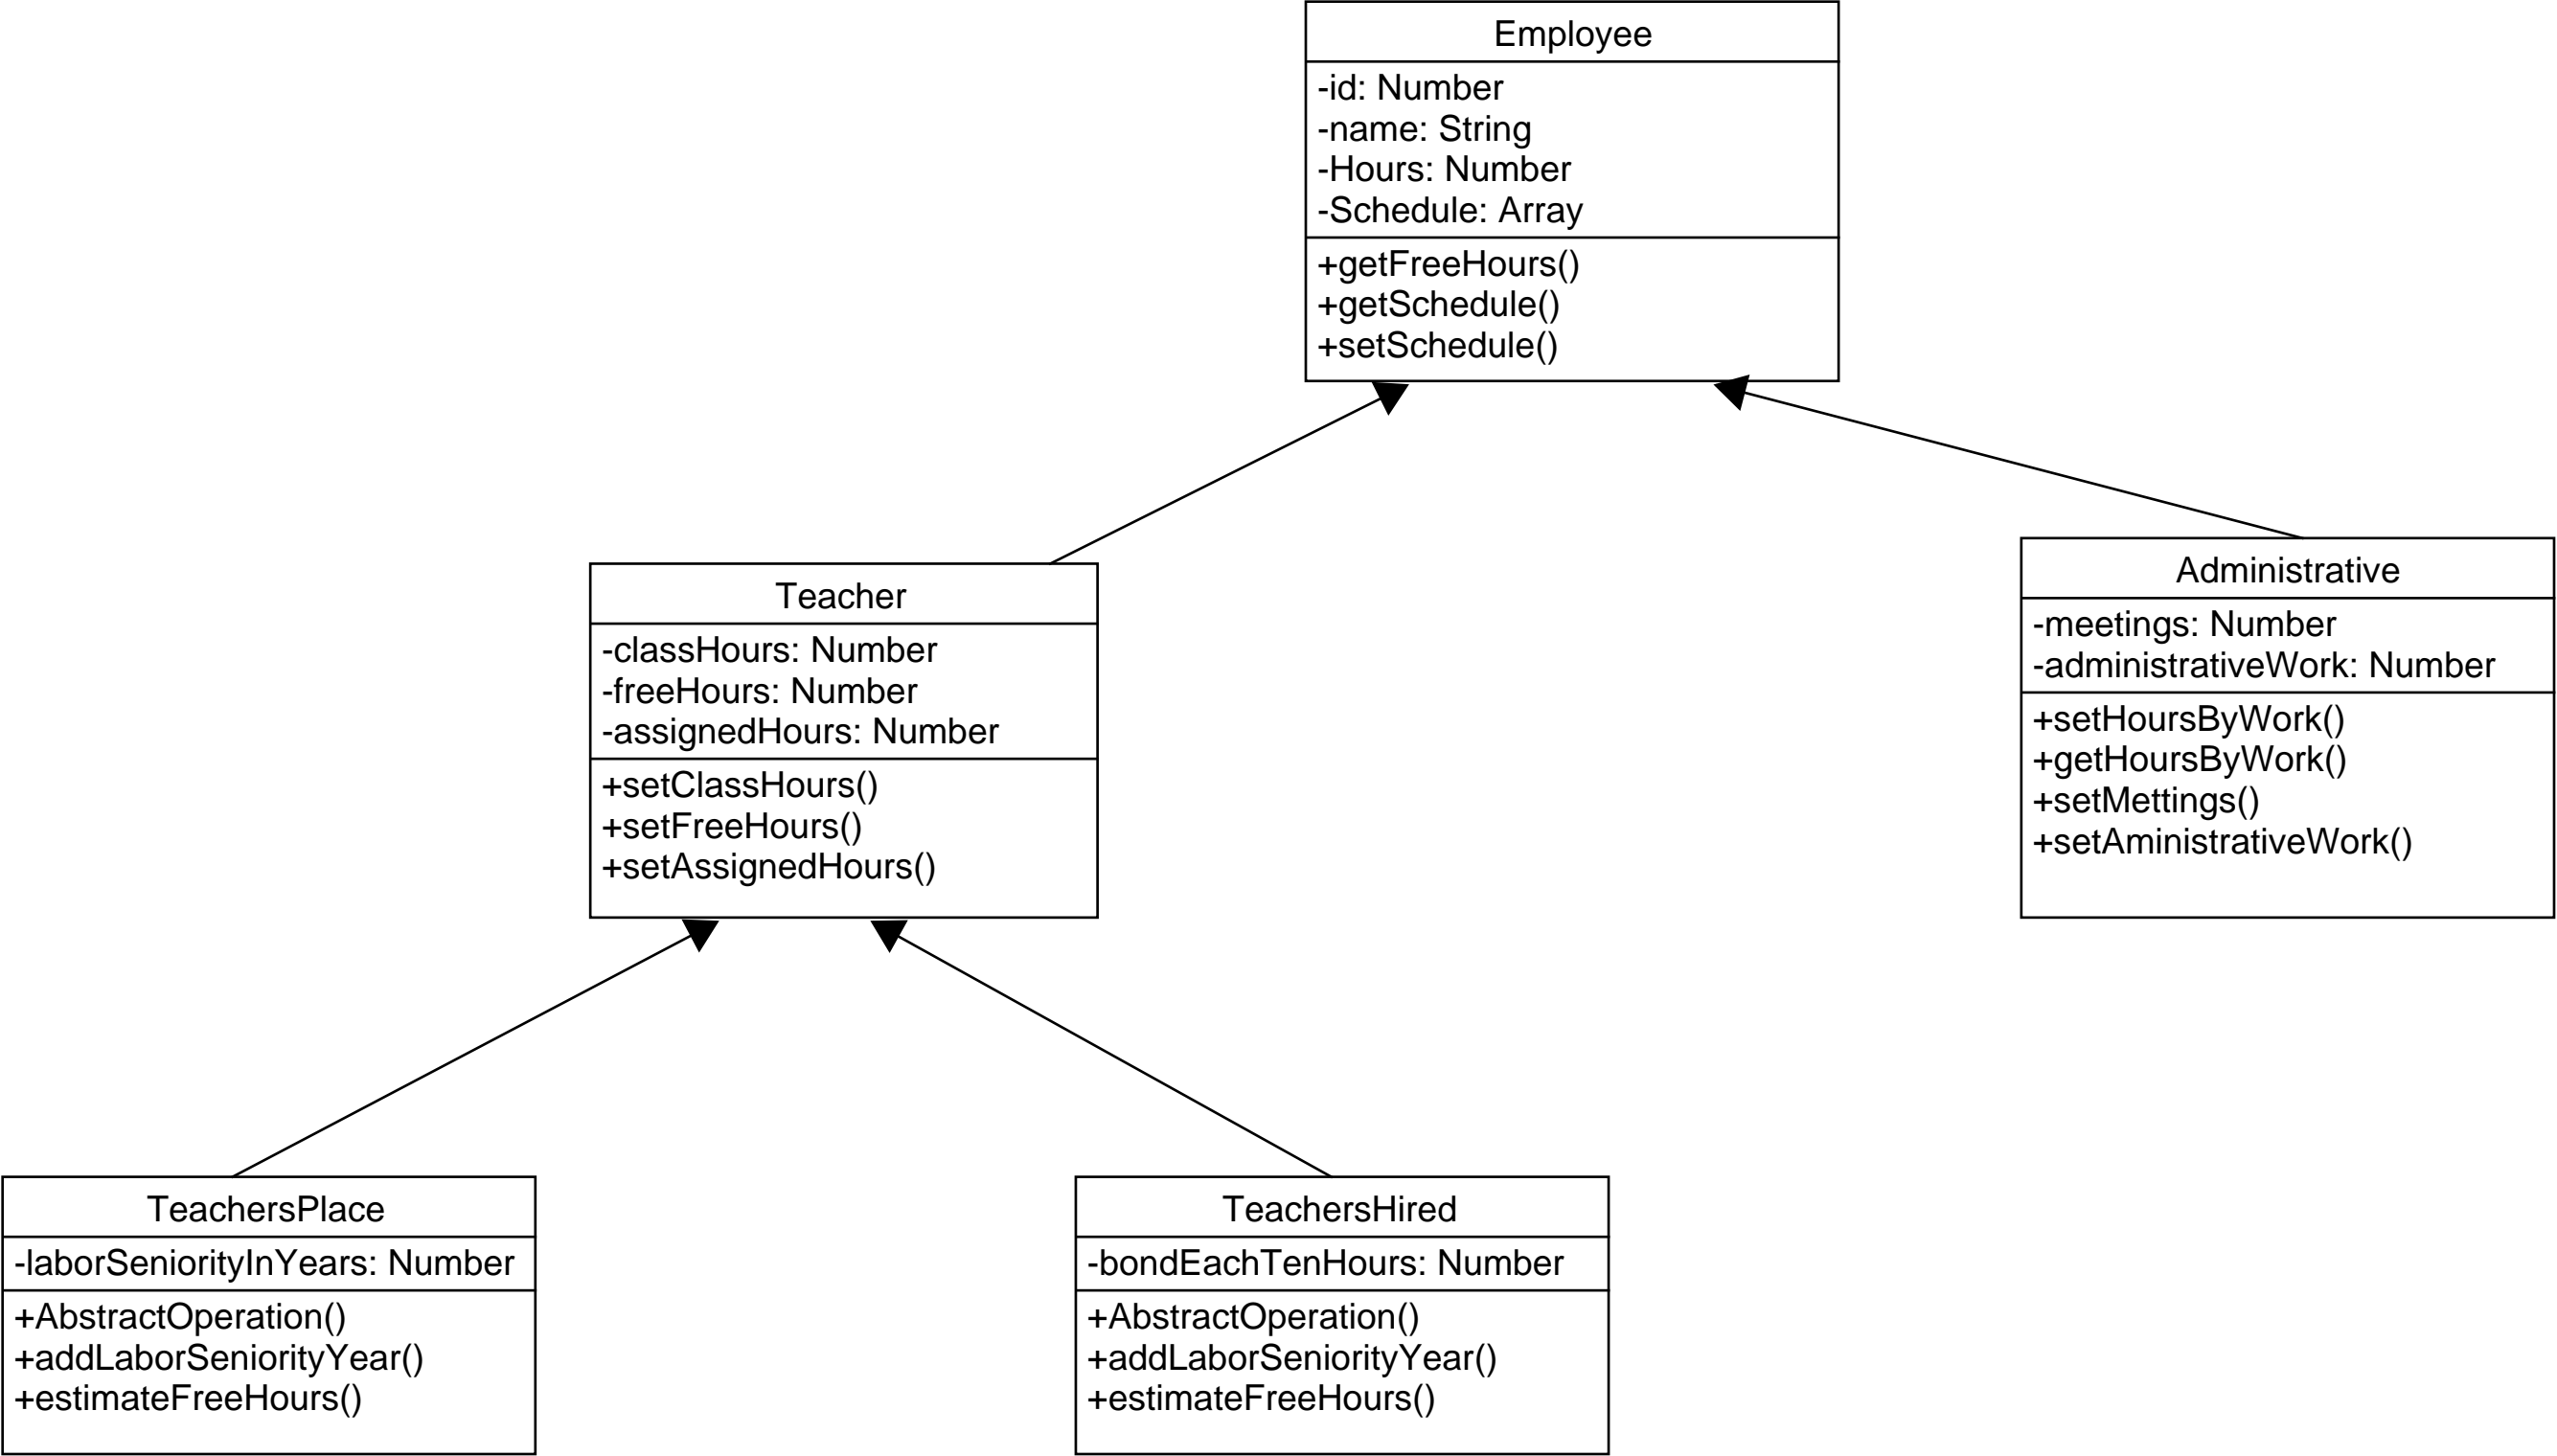 Employee
-id: Number
-name: String
-Hours: Number
-Schedule: Array
+getFreeHours()
+getSchedule()
+setSchedule()
Teacher
-classHours: Number
-freeHours: Number
-assignedHours: Number
+setClassHours()
+setFreeHours()
+setAssignedHours()
Administrative
-meetings: Number
-administrativeWork: Number
+setHoursByWork()
+getHoursByWork()
+setMettings()
+setAministrativeWork()
TeachersPlace
-laborSeniorityInYears: Number
+AbstractOperation()
+addLaborSeniorityYear()
+estimateFreeHours()
TeachersHired
-bondEachTenHours: Number
+AbstractOperation()
+addLaborSeniorityYear()
+estimateFreeHours()